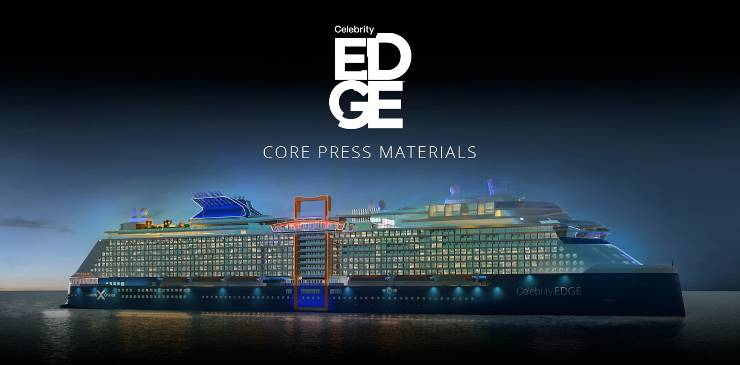 Celebrity
ED
GE
CORE PRESS MATERIALS
Celebrity EDGE
X